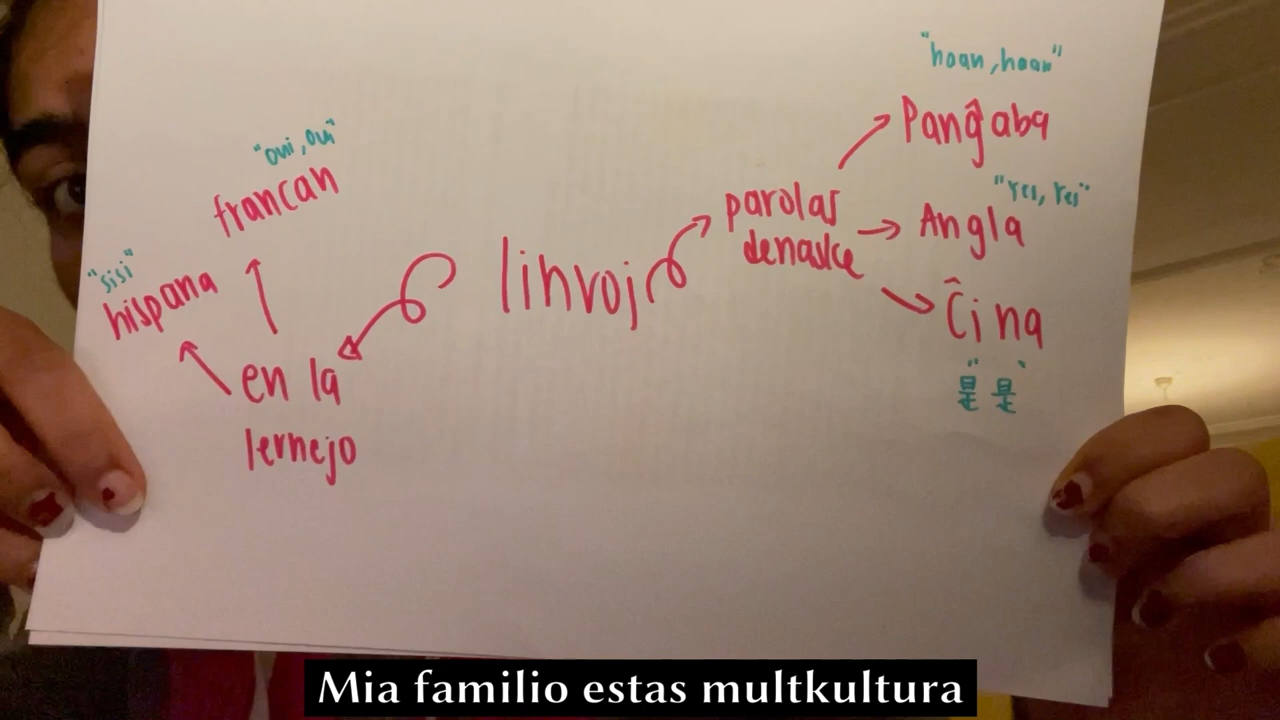 "oui, oui"
francan
"sisi"
hispana
en la
lernejo
linvoj
parolas
denaske
"hoan, hoan"
Panĝaba
"Yes, Yes"
Angla
Ĉina
"是 是"
Mia familio estas multkultura